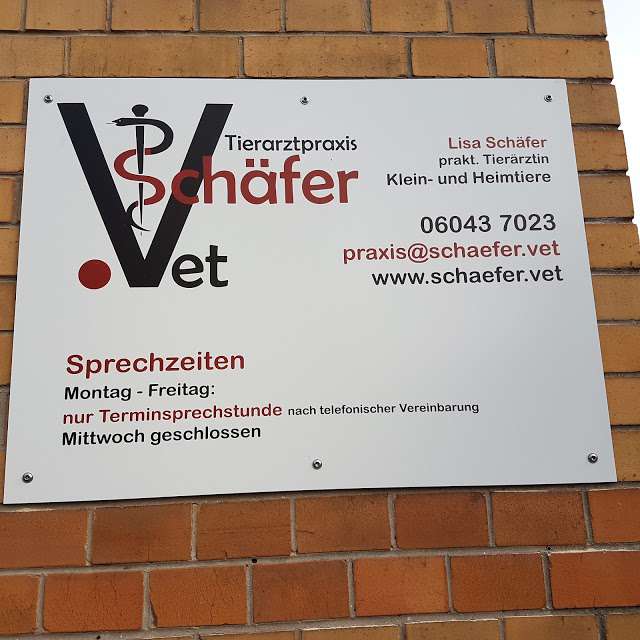 Tierarztpraxis
Schäfer
.Vet
Lisa Schäfer
prakt. Tierärztin
Klein- und Heimtiere
06043 7023
praxis@schaefer.vet
www.schaefer.vet
Sprechzeiten
Montag - Freitag:
nur Terminsprechstunde nach telefonischer Vereinbarung
Mittwoch geschlossen